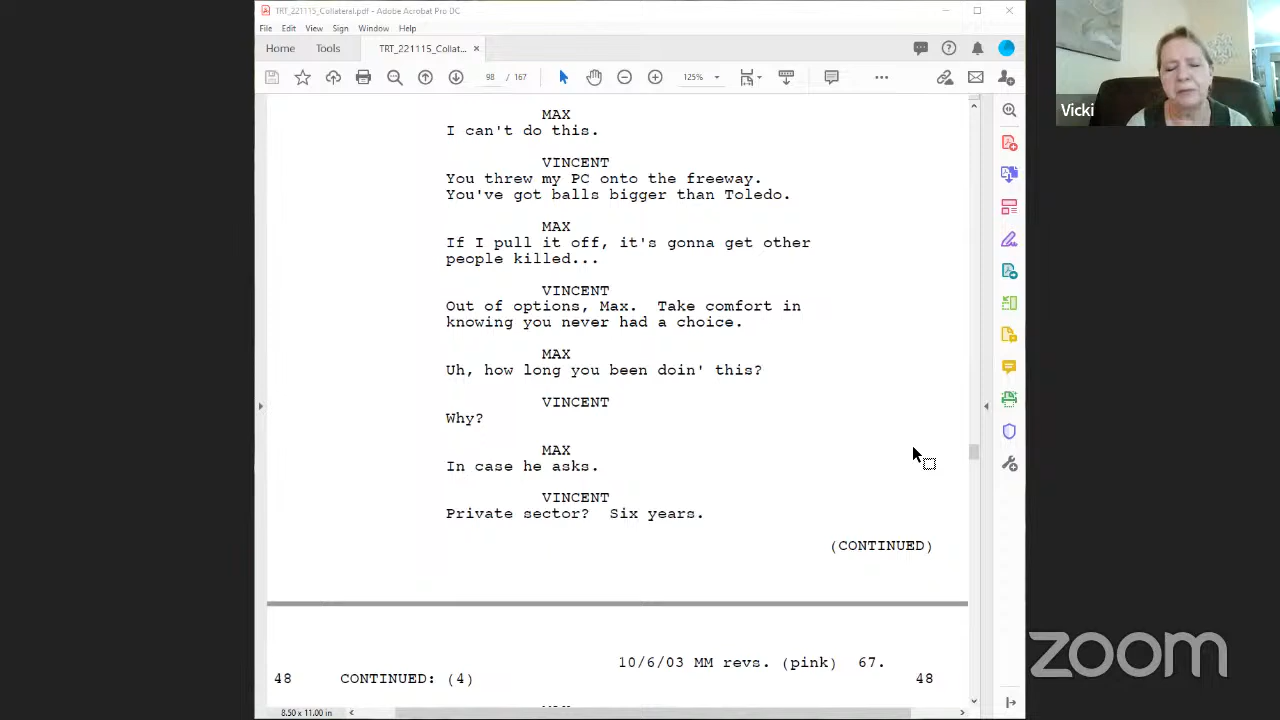 TRT_221115_Collateral.pdf - Adobe Acrobat Pro DC
File Edit View Sign Window Help
Home Tools TRT_221115_Collat... ×
98 / 167 125%
MAX
I can't do this.
VINCENT
You threw my PC onto the freeway.
You've got balls bigger than Toledo.
MAX
If I pull it off, it's gonna get other
people killed...
VINCENT
Out of options, Max. Take comfort in
knowing you never had a choice.
MAX
Uh, how long you been doin' this?
VINCENT
Why?
MAX
In case he asks.
VINCENT
Private sector? Six years.
(CONTINUED)
10/6/03 MM revs. (pink) 67.
48 CONTINUED: (4) 48
8.50 x 11.00 in
Vicki
zoom